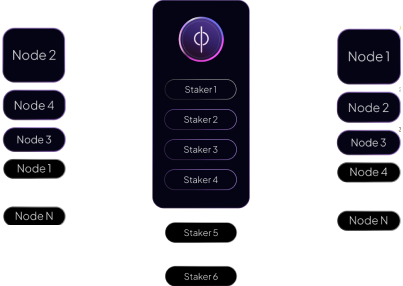 Node 2
Node 4
Node 3
Node 1
Node N
Staker 1
Staker 2
Staker 3
Staker 4
Staker 5
Staker 6
Node 1
Node 2
Node 3
Node 4
Node N